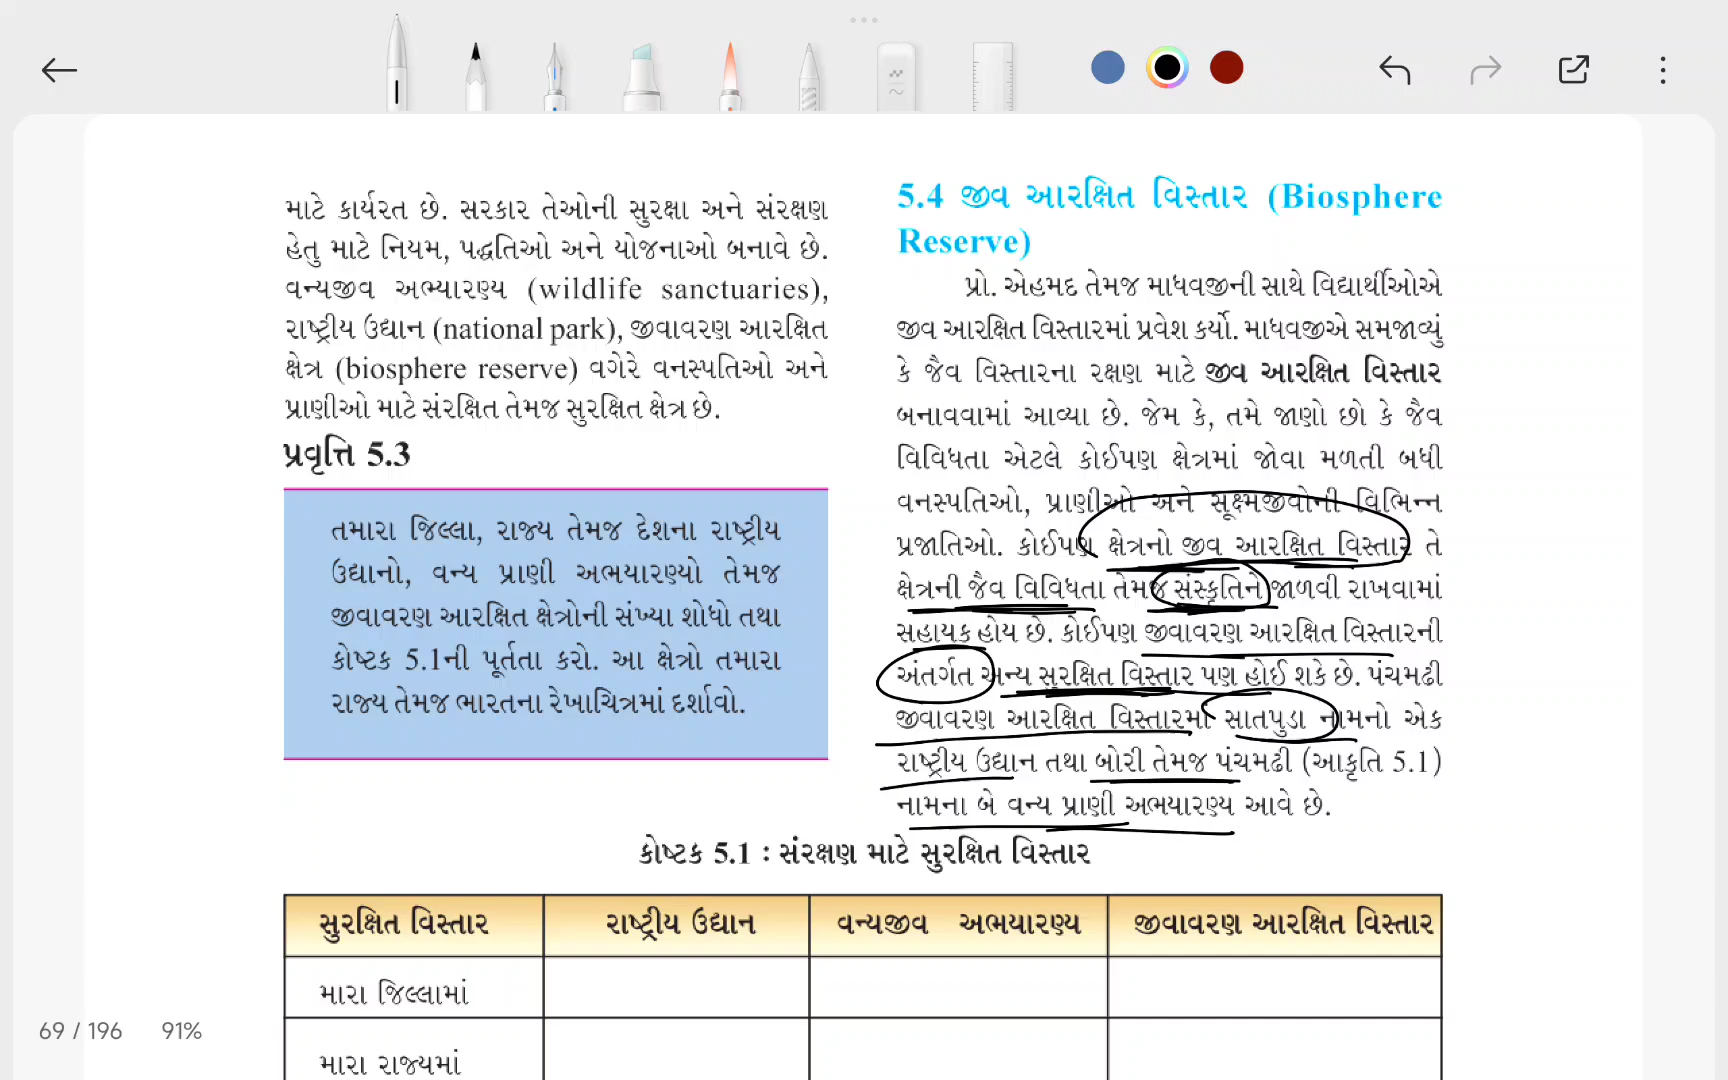 માટે કાર્યરત છે. સરકાર તેઓની સુરક્ષા અને સંરક્ષણ
હેતુ માટે નિયમ, પદ્ધતિઓ અને યોજનાઓ બનાવે છે.
વન્યજીવ અભ્યારણ્ય (wildlife sanctuaries),
રાષ્ટ્રીય ઉદ્યાન (national park), જીવાવરણ આરક્ષિત
ક્ષેત્ર (biosphere reserve) વગેરે વનસ્પતિઓ અને
પ્રાણીઓ માટે સંરક્ષિત તેમજ સુરક્ષિત ક્ષેત્ર છે.
પ્રવૃત્તિ 5.3
તમારા જિલ્લા, રાજ્ય તેમજ દેશના રાષ્ટ્રીય
ઉદ્યાનો, વન્ય પ્રાણી અભયારણ્યો તેમજ
જીવાવરણ આરક્ષિત ક્ષેત્રોની સંખ્યા શોધો તથા
કોષ્ટક 5.1ની પૂર્તતા કરો. આ ક્ષેત્રો તમારા
રાજ્ય તેમજ ભારતના રેખાચિત્રમાં દર્શાવો.
5.4 જીવ આરક્ષિત વિસ્તાર (Biosphere
Reserve)
પ્રો. એહમદ તેમજ માધવજીની સાથે વિદ્યાર્થીઓએ
જીવ આરક્ષિત વિસ્તારમાં પ્રવેશ કર્યો. માધવજીએ સમજાવ્યું
કે જૈવ વિસ્તારના રક્ષણ માટે જીવ આરક્ષિત વિસ્તાર
બનાવવામાં આવ્યા છે. જેમ કે, તમે જાણો છો કે જૈવ
વિવિધતા એટલે કોઈપણ ક્ષેત્રમાં જોવા મળતી બધી
વનસ્પતિઓ, પ્રાણીઓ અને સૂક્ષ્મજીવોની વિભિન્ન
પ્રજાતિઓ. કોઈપણ ક્ષેત્રનો જીવ આરક્ષિત વિસ્તાર તે
ક્ષેત્રની જૈવ વિવિધતા તેમજ સંસ્કૃતિને જાળવી રાખવામાં
સહાયક હોય છે. કોઈપણ જીવાવરણ આરક્ષિત વિસ્તારની
અંતર્ગત અન્ય સુરક્ષિત વિસ્તાર પણ હોઈ શકે છે. પંચમઢી
જીવાવરણ આરક્ષિત વિસ્તારમાં સાતપુડા નામનો એક
રાષ્ટ્રીય ઉદ્યાન તથા બોરી તેમજ પંચમઢી (આકૃતિ 5.1)
નામના બે વન્ય પ્રાણી અભયારણ્ય આવે છે.
કોષ્ટક 5.1 : સંરક્ષણ માટે સુરક્ષિત વિસ્તાર
સુરક્ષિત વિસ્તાર રાષ્ટ્રીય ઉદ્યાન વન્યજીવ અભયારણ્ય જીવાવરણ આરક્ષિત વિસ્તાર
મારા જિલ્લામાં
મારા રાજ્યમાં
69 / 196 91%